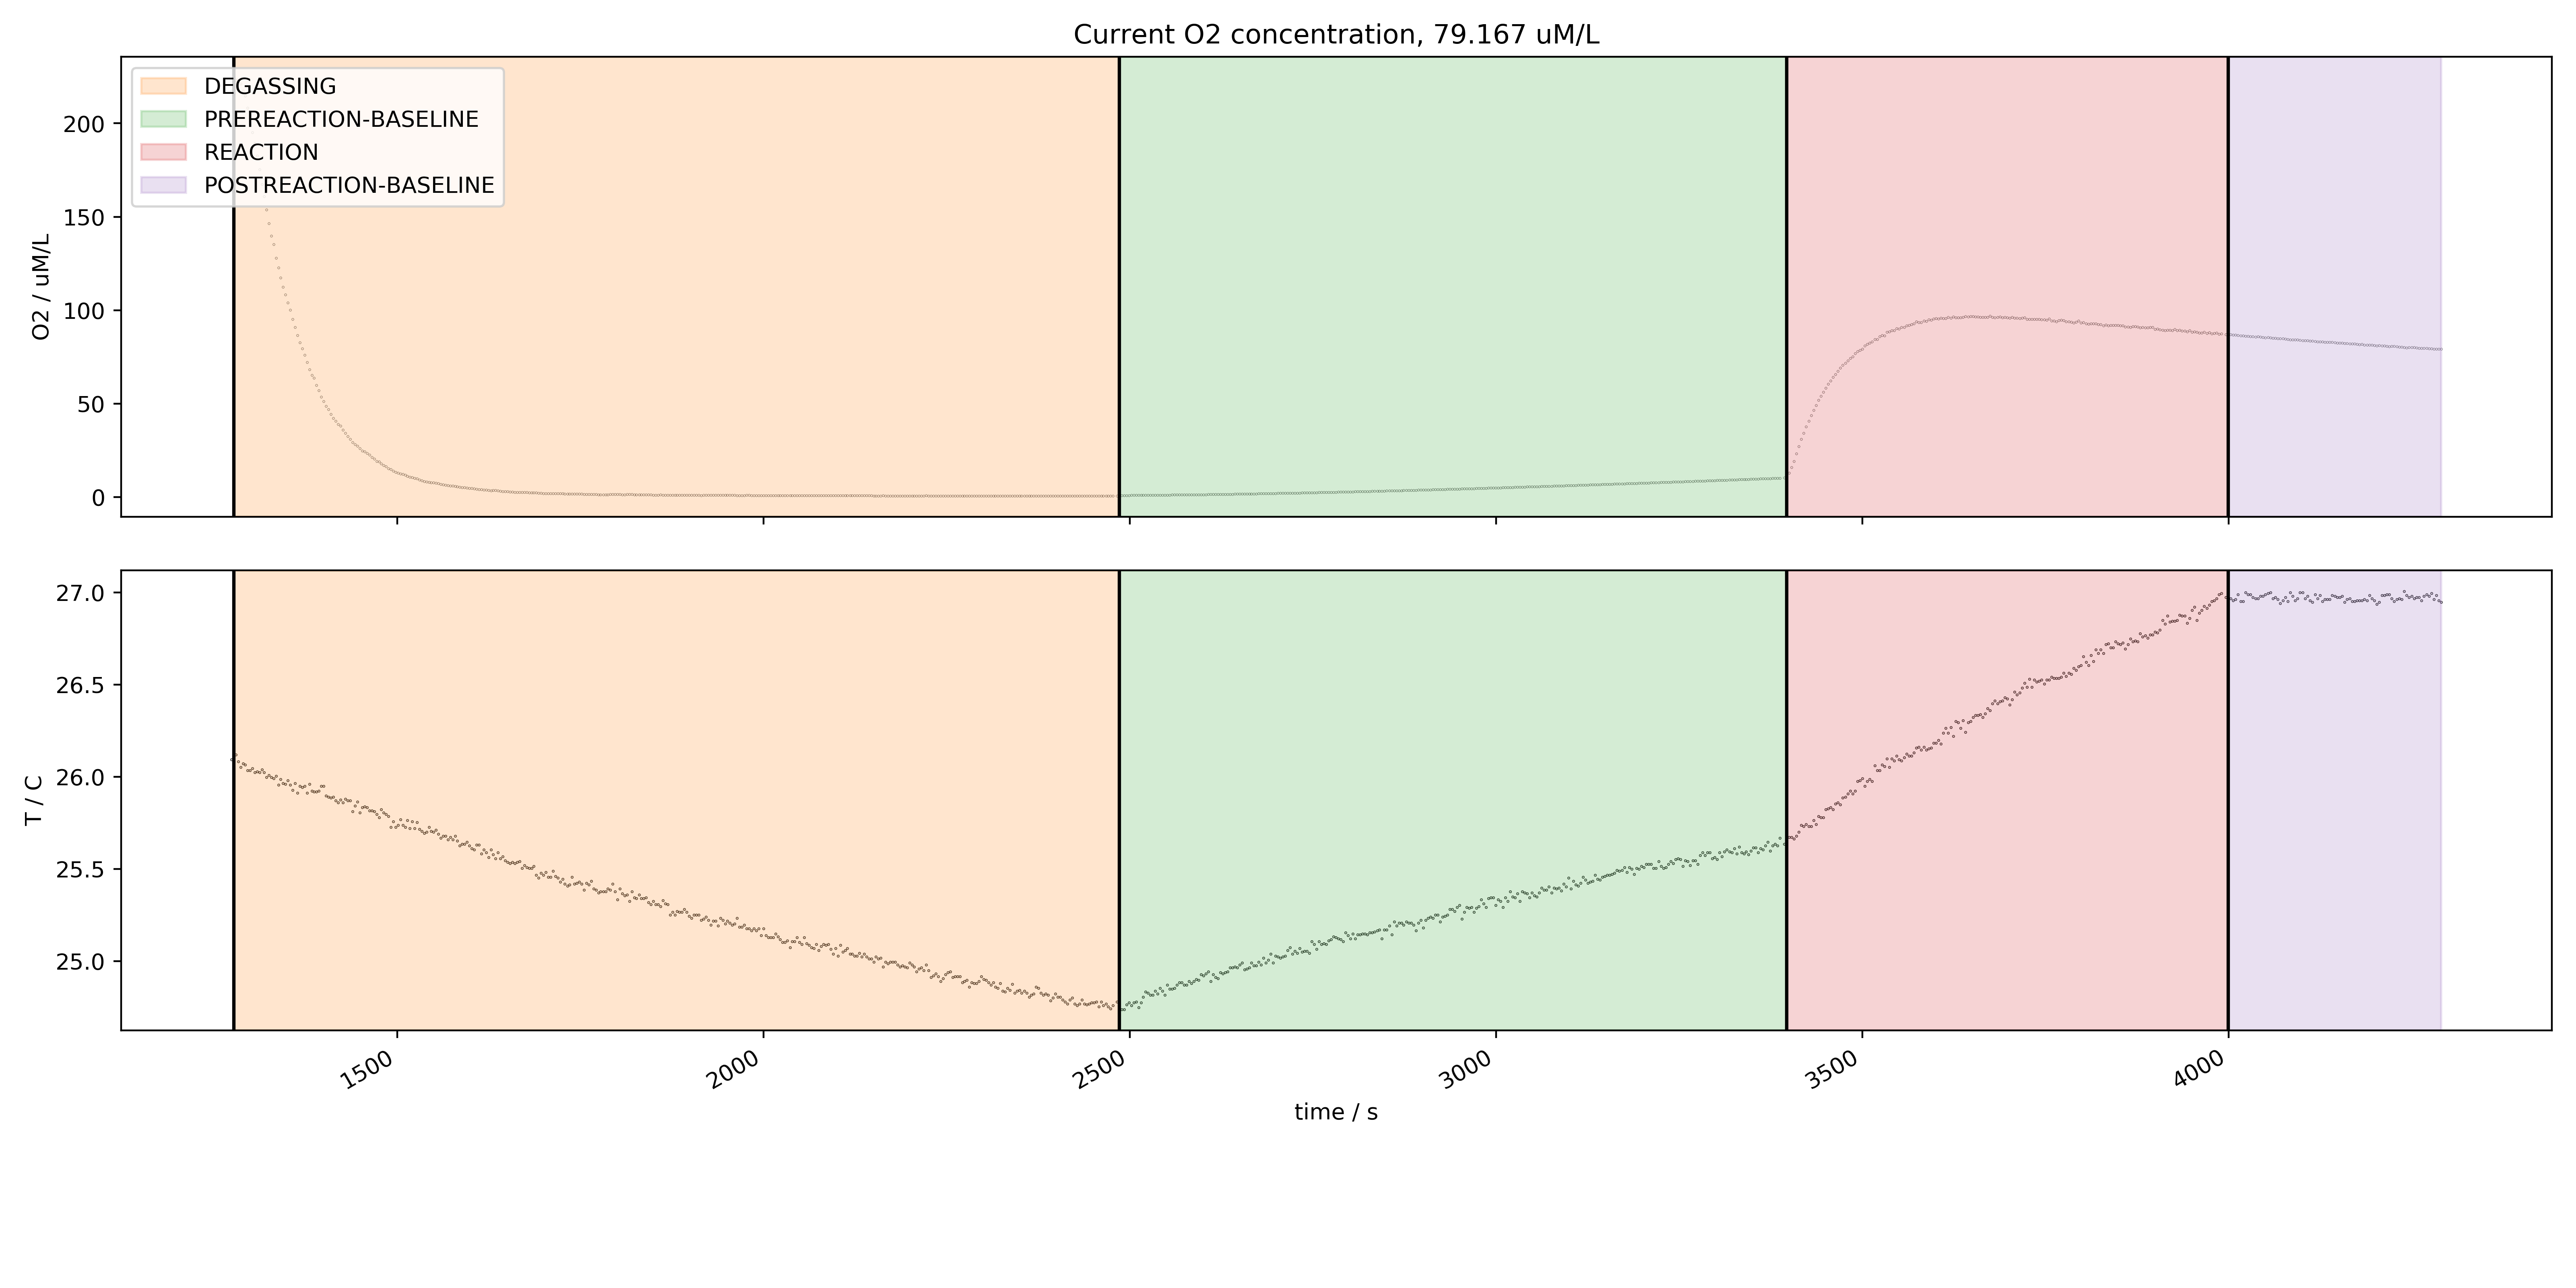 Current O2 concentration, 79.167 uM/L
DEGASSING
PREREACTION-BASELINE
REACTION
POSTREACTION-BASELINE
200
150
100
50
0
O2 / uM/L
27.0
26.5
26.0
25.5
25.0
T / C
1500
2000
2500
3000
3500
4000
time / s